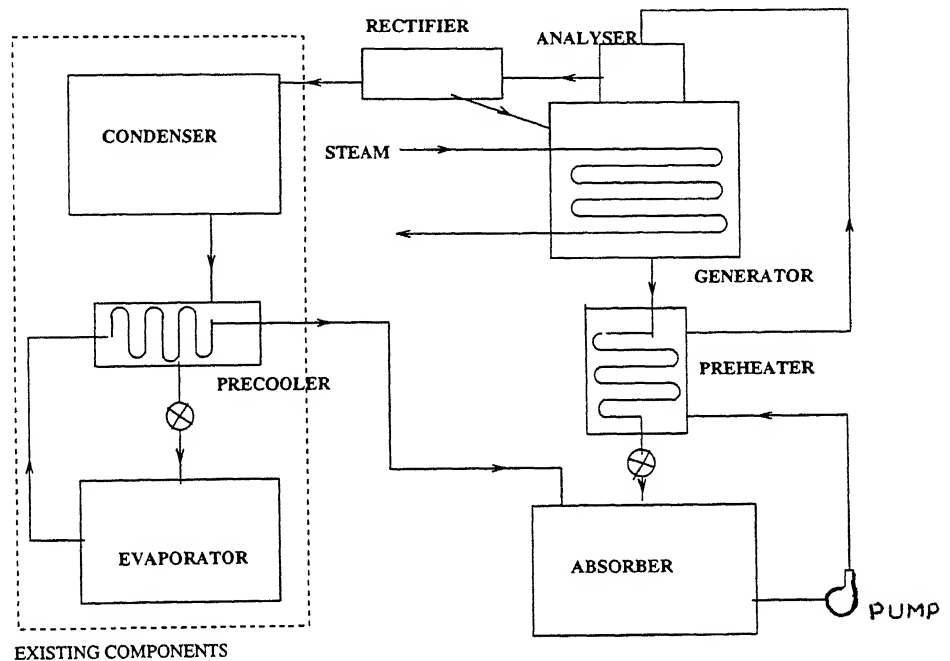 RECTIFIER
ANALYSER
CONDENSER
STEAM
GENERATOR
PRECOOLER
PREHEATER
EVAPORATOR
ABSORBER
PUMP
EXISTING COMPONENTS